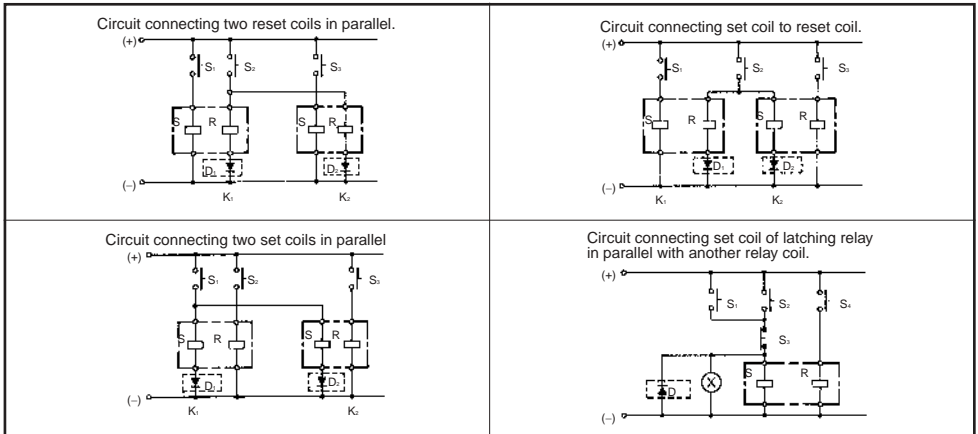 Circuit connecting two reset coils in parallel.
(+)
S₁ S₂ S₃
S R S R
D₁ D₂
(–)
K₁ K₂
Circuit connecting set coil to reset coil.
(+)
S₁ S₂ S₃
S R S R
D₁ D₂
(–)
K₁ K₂
Circuit connecting two set coils in parallel
(+)
S₁ S₂ S₃
S R S R
D₁ D₂
(–)
K₁ K₂
Circuit connecting set coil of latching relay
in parallel with another relay coil.
(+)
S₁ S₂ S₄
S₃
S R
D X
(–)